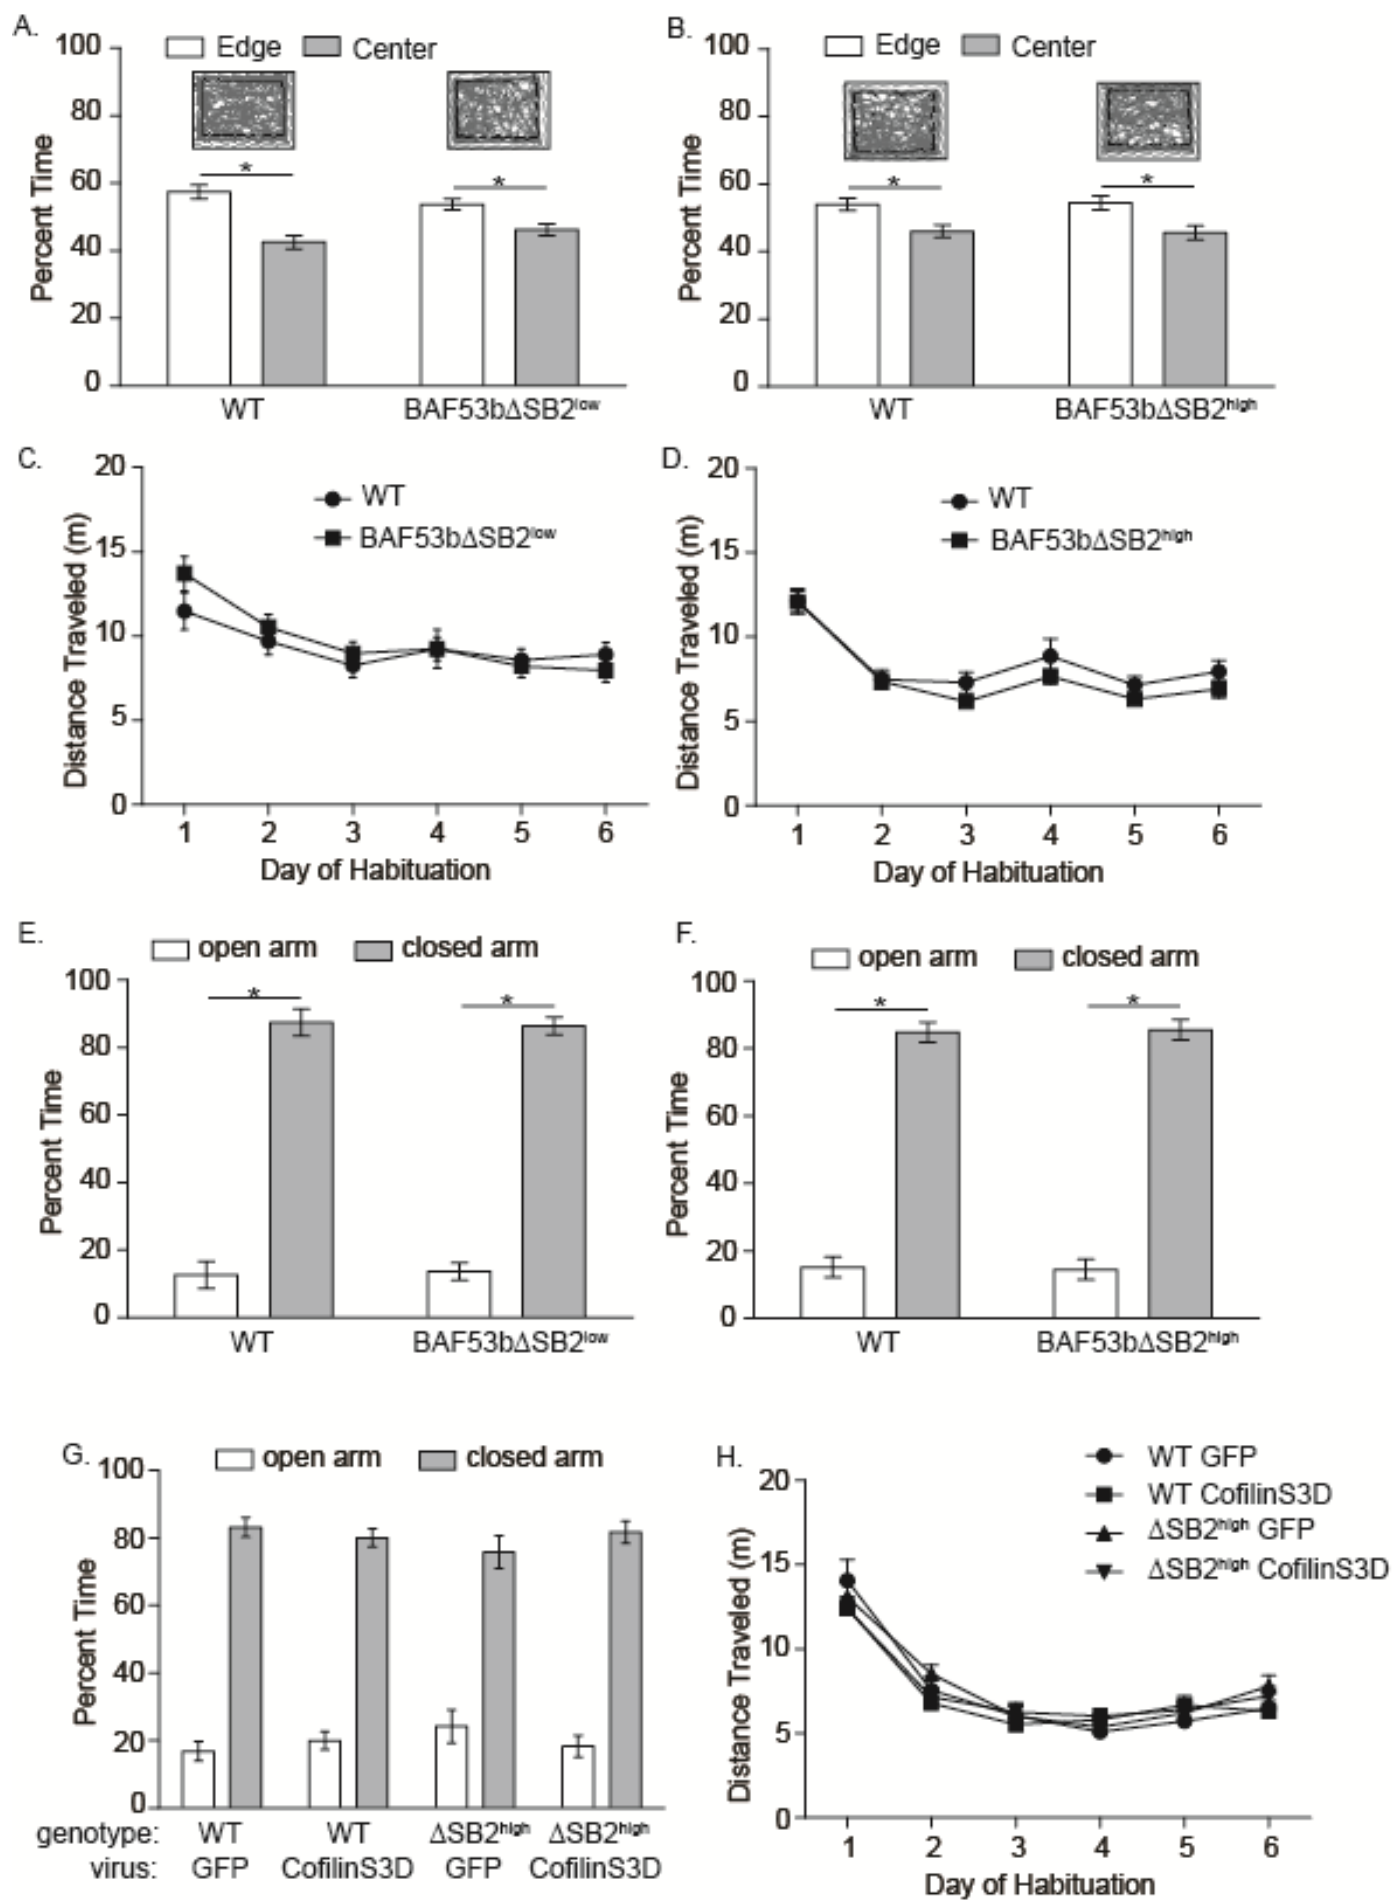 A.
Edge Center
100
80
60
40
20
0
Percent Time
*
*
WT BAF53bΔSB2low
B.
Edge Center
100
80
60
40
20
0
Percent Time
*
*
WT BAF53bΔSB2high
C.
WT
BAF53bΔSB2low
20
15
10
5
0
Distance Traveled (m)
1 2 3 4 5 6
Day of Habituation
D.
WT
BAF53bΔSB2high
20
15
10
5
0
Distance Traveled (m)
1 2 3 4 5 6
Day of Habituation
E.
open arm closed arm
100
80
60
40
20
0
Percent Time
*
*
WT BAF53bΔSB2low
F.
open arm closed arm
100
80
60
40
20
0
Percent Time
*
*
WT BAF53bΔSB2high
G.
open arm closed arm
100
80
60
40
20
0
Percent Time
genotype: WT WT ΔSB2high ΔSB2high
virus: GFP CofilinS3D GFP CofilinS3D
H.
WT GFP
WT CofilinS3D
ΔSB2high GFP
ΔSB2high CofilinS3D
20
15
10
5
0
Distance Traveled (m)
1 2 3 4 5 6
Day of Habituation